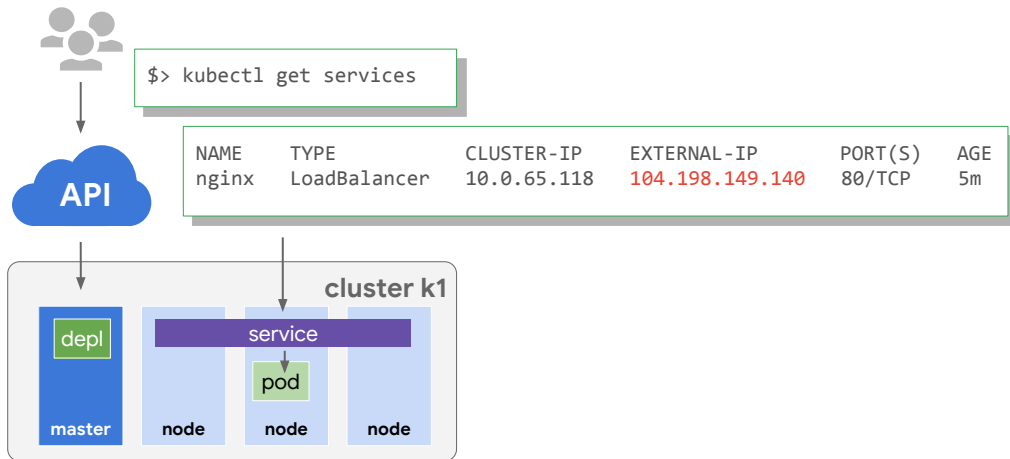 $> kubectl get services
NAME TYPE CLUSTER-IP EXTERNAL-IP PORT(S) AGE
nginx LoadBalancer 10.0.65.118 104.198.149.140 80/TCP 5m
API
cluster k1
depl
service
pod
master node node node